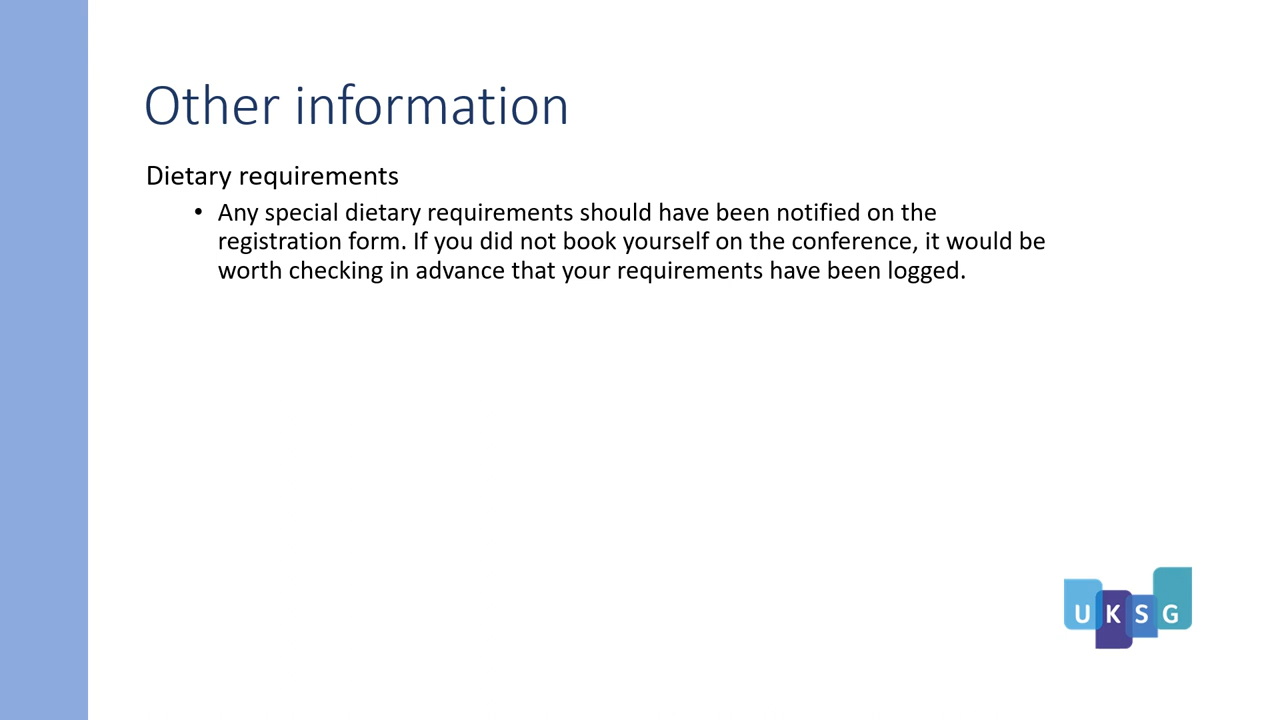 Other information
Dietary requirements
• Any special dietary requirements should have been notified on the
registration form. If you did not book yourself on the conference, it would be
worth checking in advance that your requirements have been logged.
UKSG